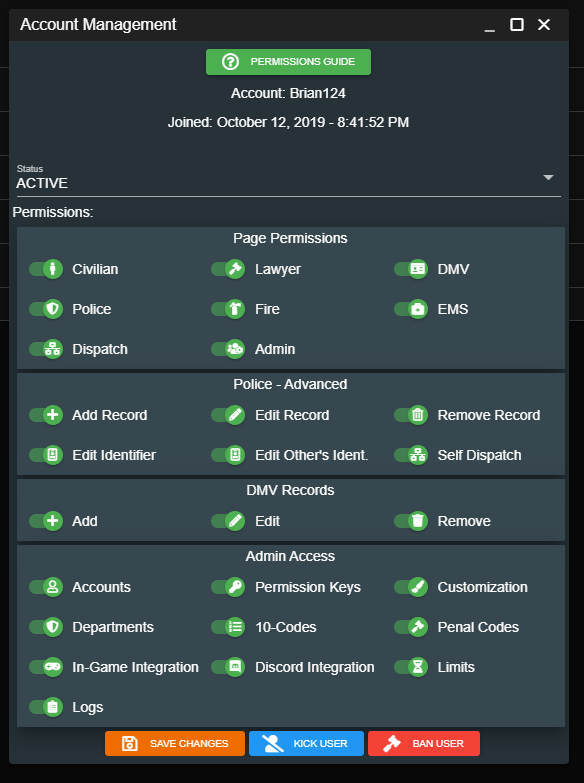 Account Management
PERMISSIONS GUIDE
Account: Brian124
Joined: October 12, 2019 - 8:41:52 PM
Status
ACTIVE
Permissions:
Page Permissions
Civilian Lawyer DMV
Police Fire EMS
Dispatch Admin
Police - Advanced
Add Record Edit Record Remove Record
Edit Identifier Edit Other's Ident. Self Dispatch
DMV Records
Add Edit Remove
Admin Access
Accounts Permission Keys Customization
Departments 10-Codes Penal Codes
In-Game Integration Discord Integration Limits
Logs
SAVE CHANGES KICK USER BAN USER